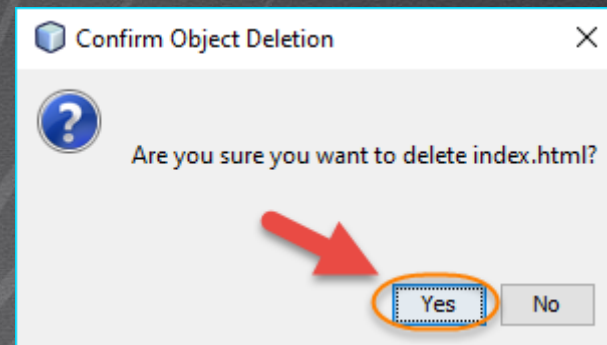 Confirm Object Deletion
Are you sure you want to delete index.html?
Yes No